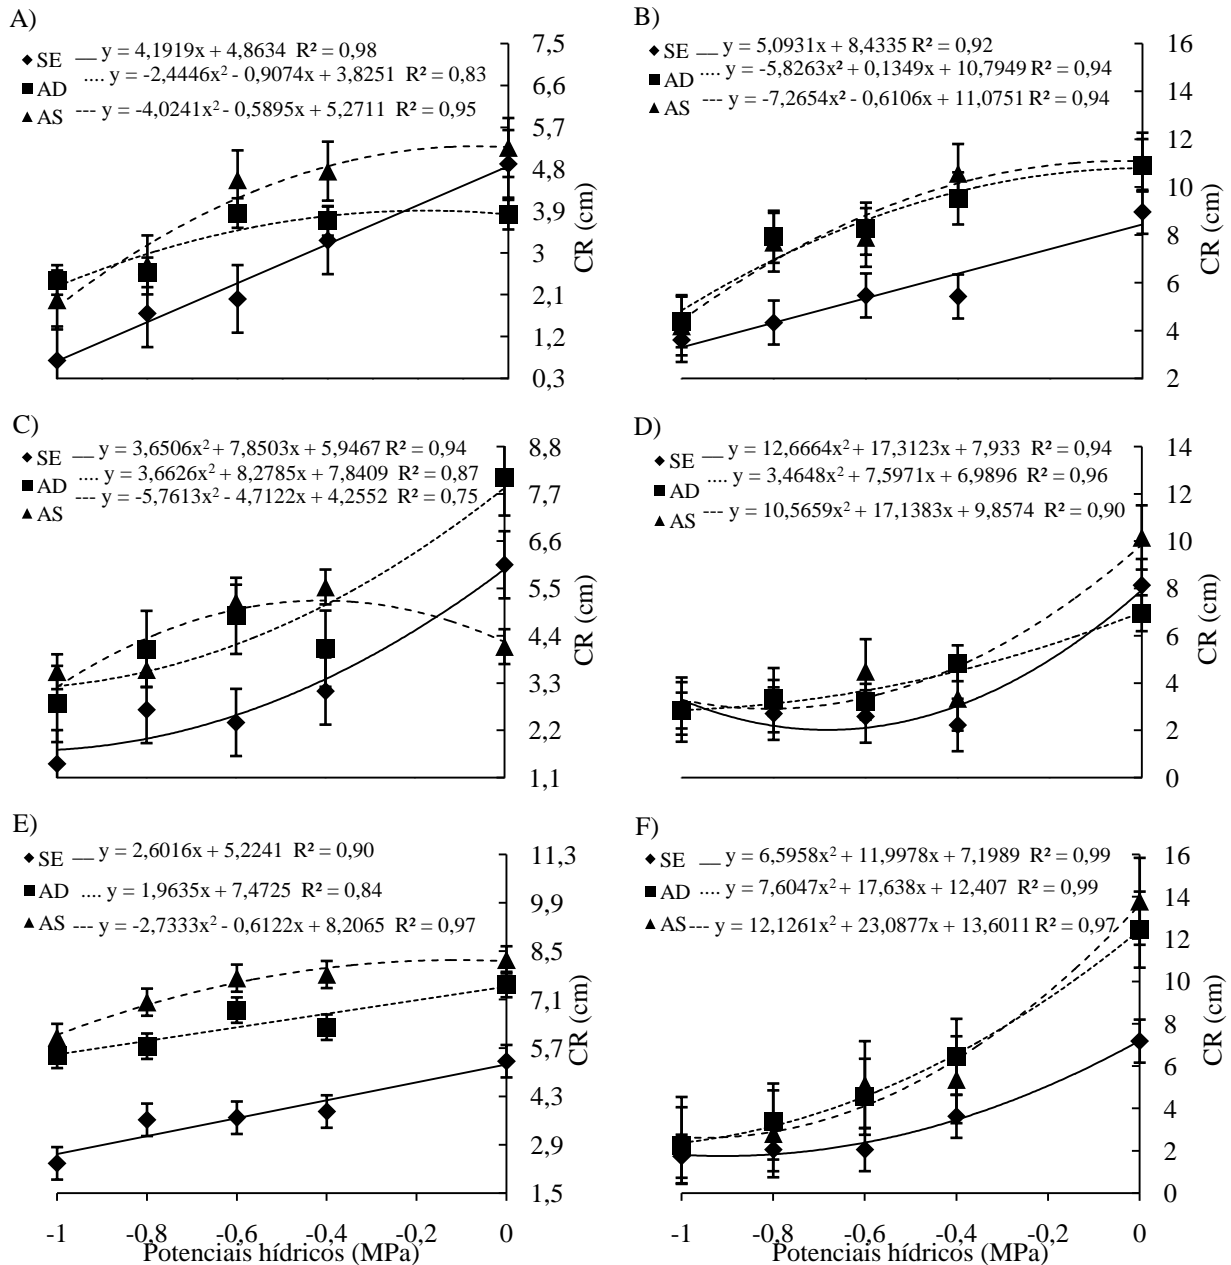 A)
SE __ y = 4,1919x + 4,8634 R² = 0,98
AD .... y = -2,4446x² - 0,9074x + 3,8251 R² = 0,83
AS --- y = -4,0241x² - 0,5895x + 5,2711 R² = 0,95
7,5
6,6
5,7
4,8
3,9
3
2,1
1,2
0,3
CR (cm)
B)
SE __ y = 5,0931x + 8,4335 R² = 0,92
AD .... y = -5,8263x² + 0,1349x + 10,7949 R² = 0,94
AS --- y = -7,2654x² - 0,6106x + 11,0751 R² = 0,94
16
14
12
10
8
6
4
2
CR (cm)
C)
SE __ y = 3,6506x² + 7,8503x + 5,9467 R² = 0,94
AD .... y = 3,6626x² + 8,2785x + 7,8409 R² = 0,87
AS --- y = -5,7613x² - 4,7122x + 4,2552 R² = 0,75
8,8
7,7
6,6
5,5
4,4
3,3
2,2
1,1
CR (cm)
D)
SE __ y = 12,6664x² + 17,3123x + 7,933 R² = 0,94
AD .... y = 3,4648x² + 7,5971x + 6,9896 R² = 0,96
AS --- y = 10,5659x² + 17,1383x + 9,8574 R² = 0,90
14
12
10
8
6
4
2
0
CR (cm)
E)
SE __ y = 2,6016x + 5,2241 R² = 0,90
AD .... y = 1,9635x + 7,4725 R² = 0,84
AS --- y = -2,7333x² - 0,6122x + 8,2065 R² = 0,97
11,3
9,9
8,5
7,1
5,7
4,3
2,9
1,5
CR (cm)
-1 -0,8 -0,6 -0,4 -0,2 0
Potenciais hídricos (MPa)
F)
SE __ y = 6,5958x² + 11,9978x + 7,1989 R² = 0,99
AD .... y = 7,6047x² + 17,638x + 12,407 R² = 0,99
AS --- y = 12,1261x² + 23,0877x + 13,6011 R² = 0,97
16
14
12
10
8
6
4
2
0
CR (cm)
-1 -0,8 -0,6 -0,4 -0,2 0
Potenciais hídricos (MPa)